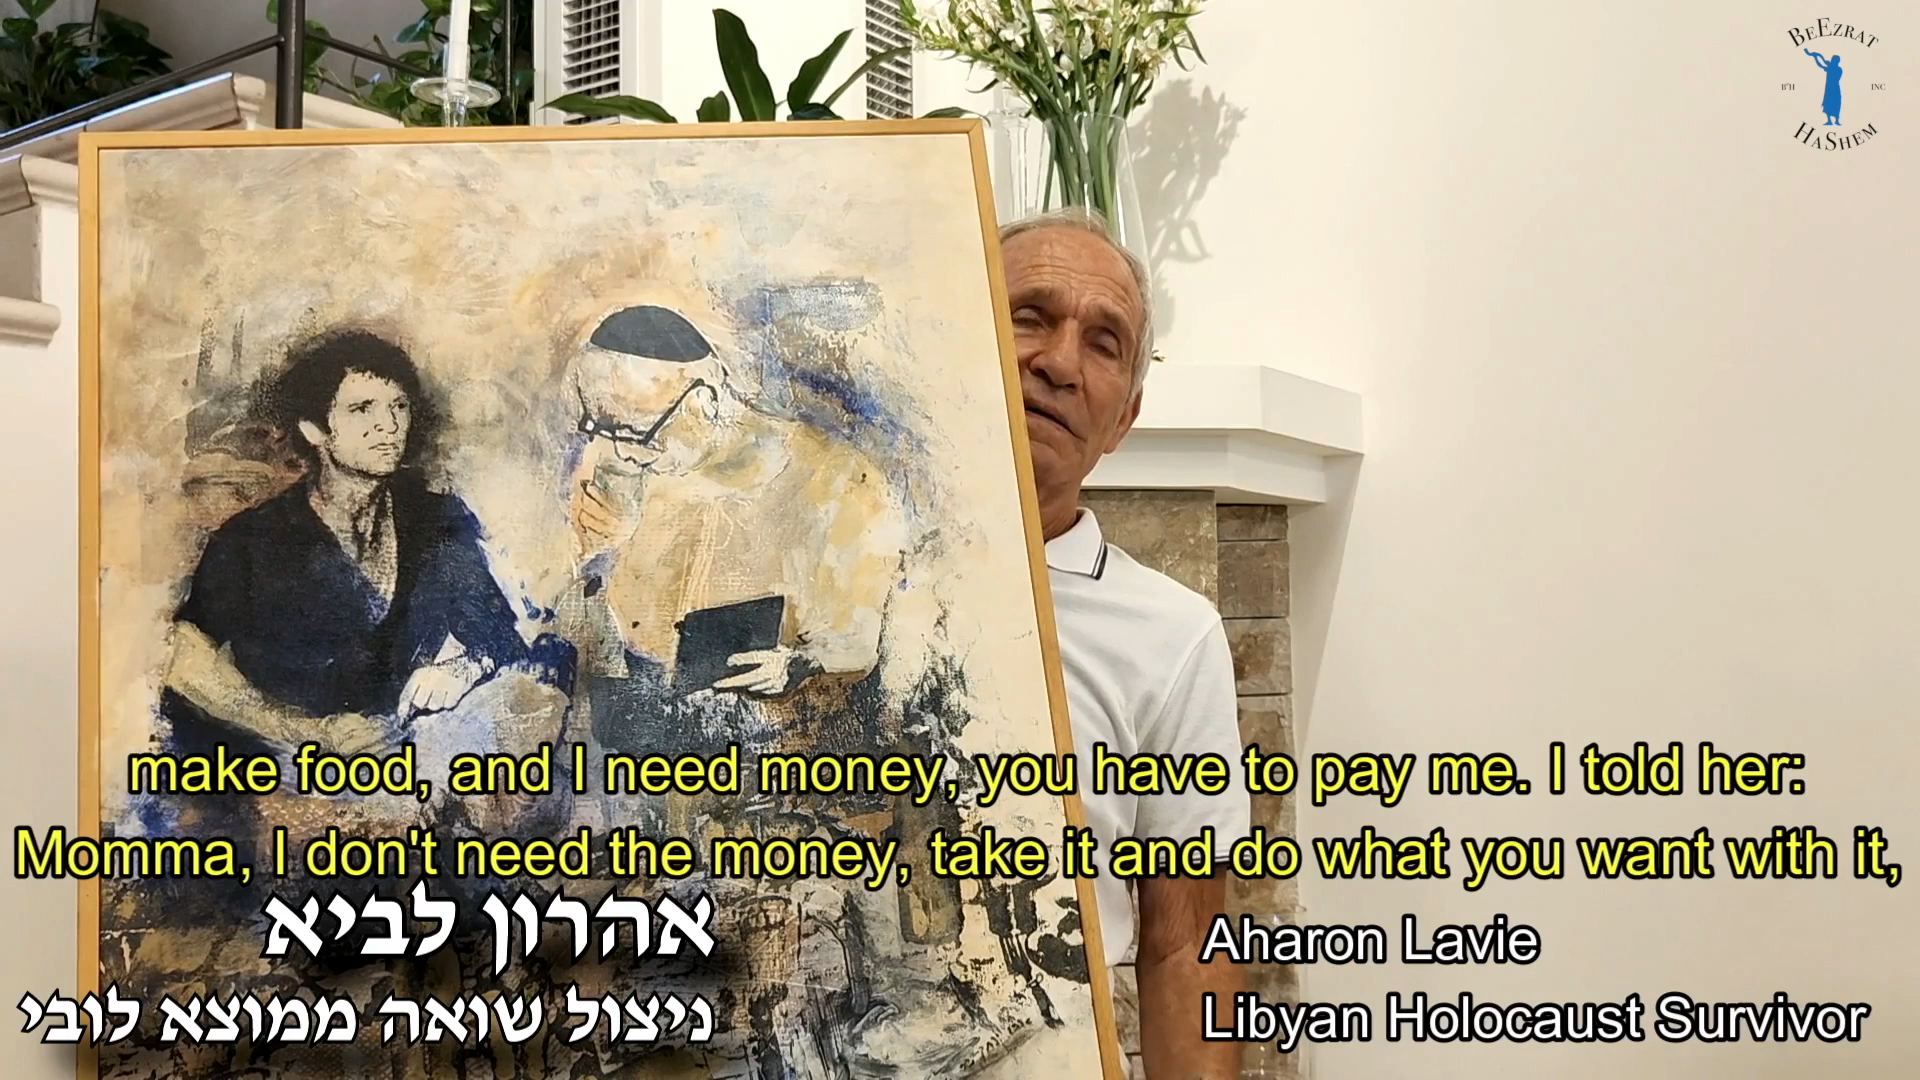 BEEZRAT
B"H INC
HASHEM
make food, and I need money, you have to pay me. I told her:
Momma, I don't need the money, take it and do what you want with it,
אהרון לביא
ניצול שואה ממוצא לובי
Aharon Lavie
Libyan Holocaust Survivor